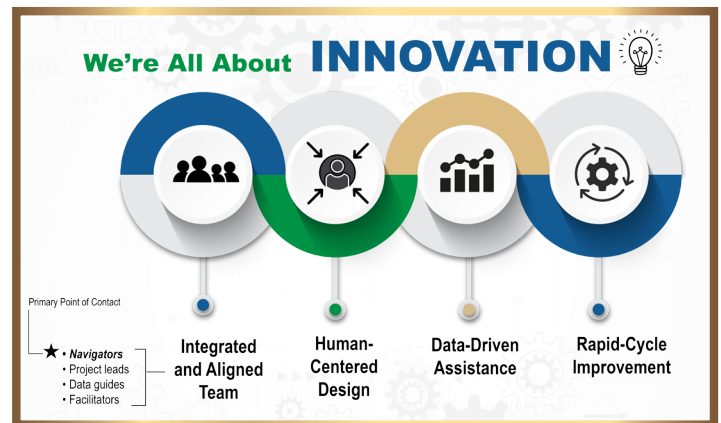 We're All About INNOVATION
Primary Point of Contact
• Navigators
• Project leads
• Data guides
• Facilitators
Integrated
and Aligned
Team
Human-
Centered
Design
Data-Driven
Assistance
Rapid-Cycle
Improvement